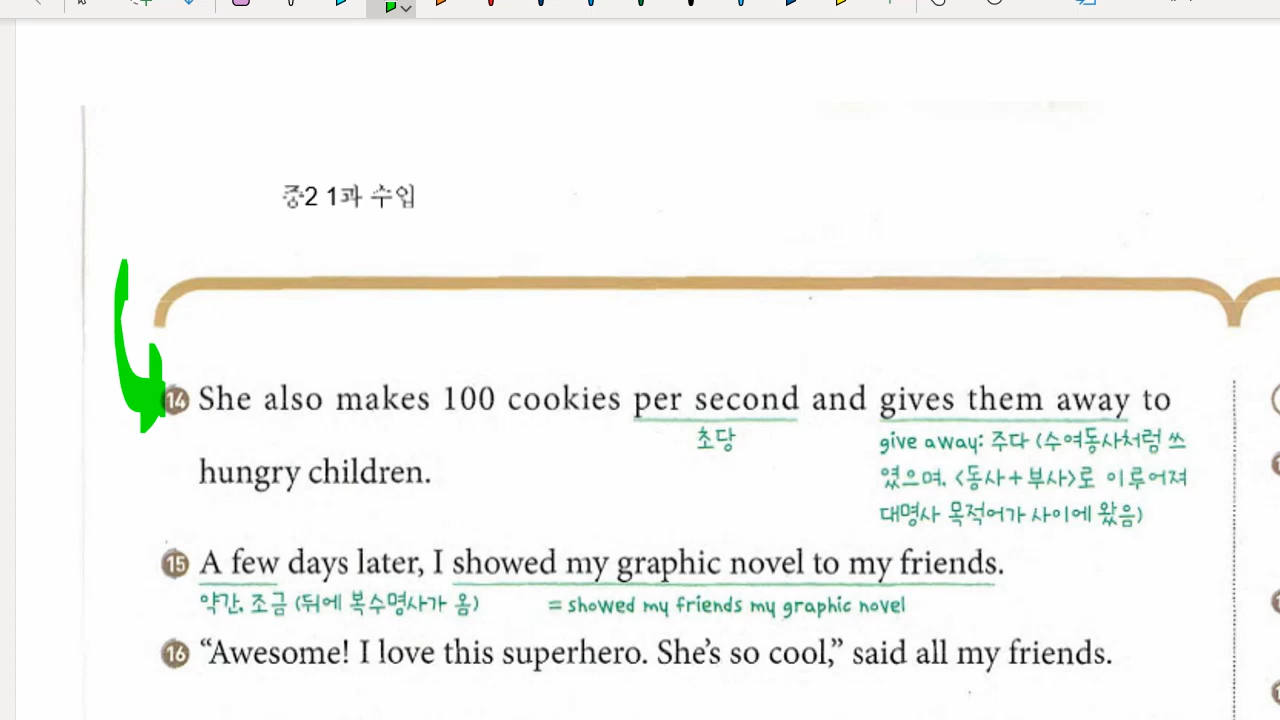 중2 1과 수입
14 She also makes 100 cookies per second and gives them away to
초당
give away: 주다 (수여동사처럼 쓰
hungry children.
였으며, <동사+부사>로 이루어져
대명사 목적어가 사이에 왔음)
15 A few days later, I showed my graphic novel to my friends.
약간, 조금 (뒤에 복수명사가 옴) = showed my friends my graphic novel
16 “Awesome! I love this superhero. She’s so cool,” said all my friends.